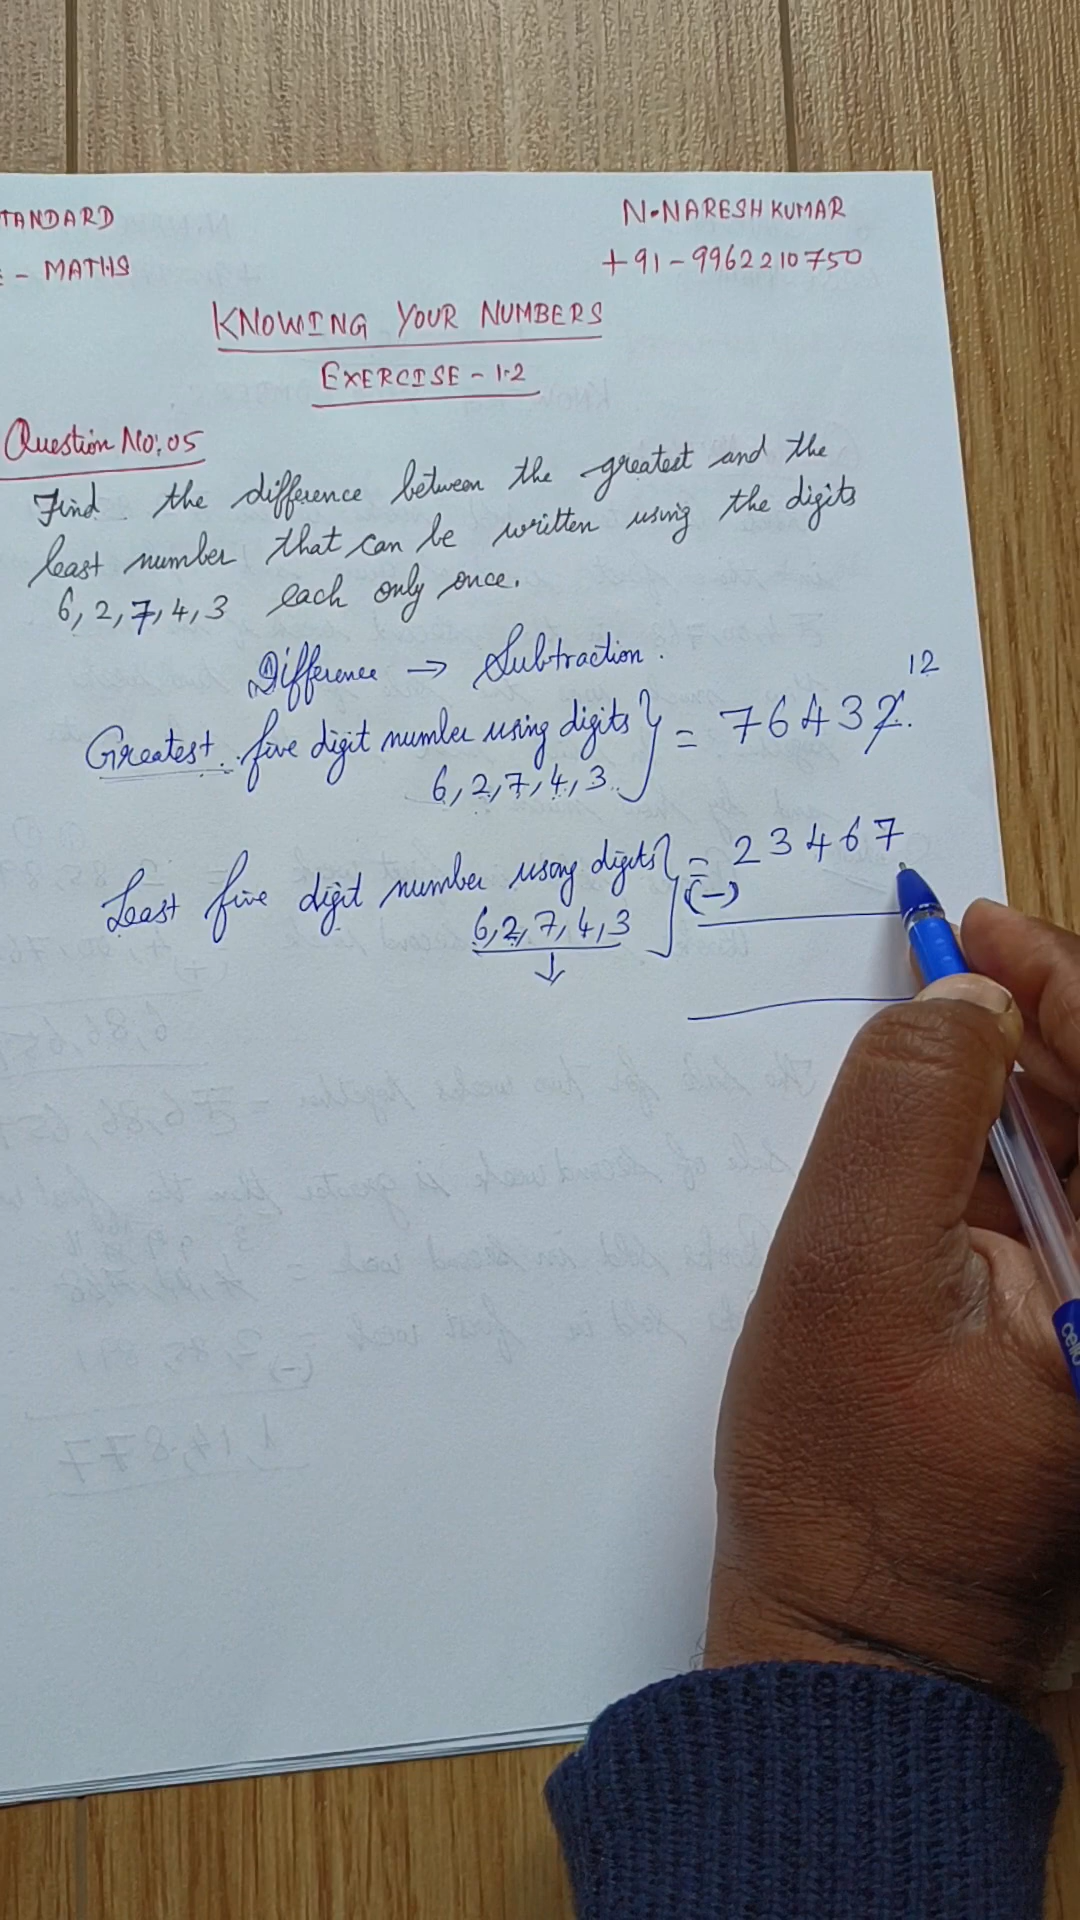 TANDARD
N. NARESH KUMAR
- MATHS
+91-9962210750
KNOWING YOUR NUMBERS
EXERCISE-1.2
Question No: 05
Find the difference between the greatest and the
least number that can be written using the digits
6, 2, 7, 4, 3 each only once.
Difference → Subtraction.
12
Greatest five digit number using digits } = 76432
6, 2, 7, 4, 3
Least five digit number using digits } = 23467
(-)
6, 2, 7, 4, 3
↓
cello